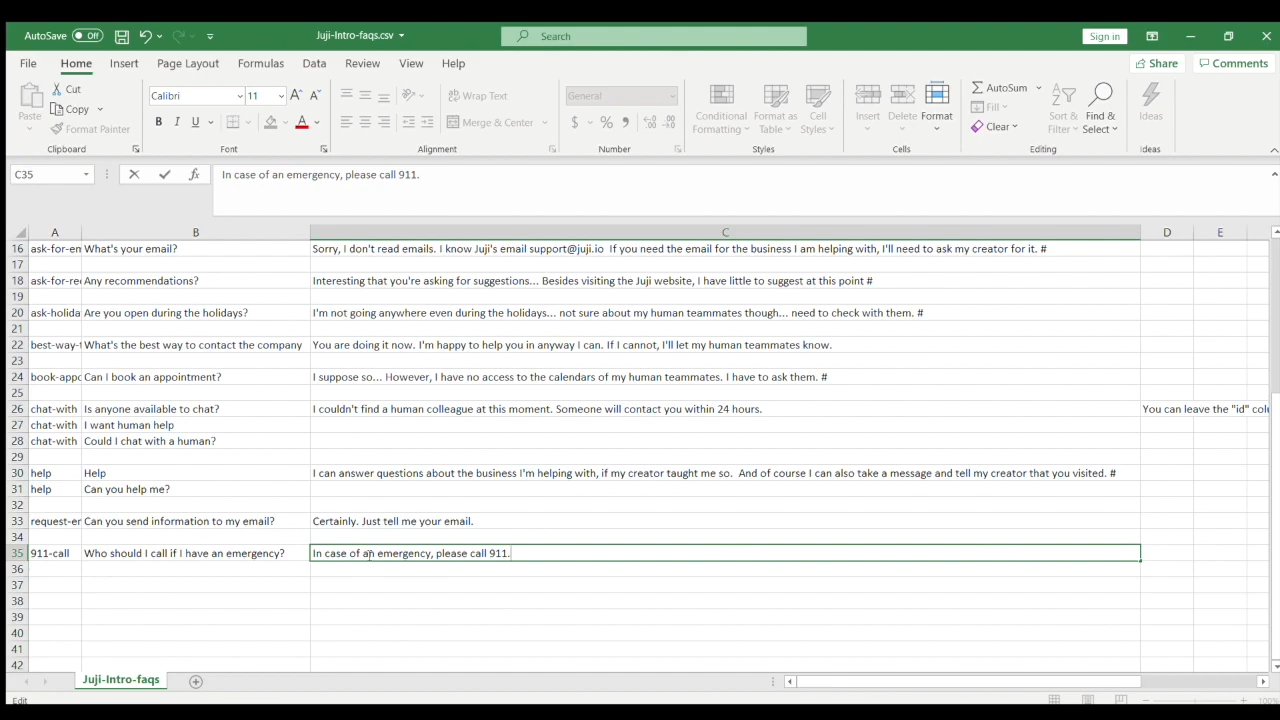 AutoSave Off Juji-Intro-faqs.csv Search Sign in
File Home Insert Page Layout Formulas Data Review View Help Share Comments
Paste Cut Copy Format Painter Clipboard
Calibri 11 B I U A Font
Wrap Text Merge & Center Alignment
General $ % Number
Conditional Formatting Format as Table Styles Styles
Insert Delete Format Cells
AutoSum Fill Clear Sort & Filter Find & Select Editing
Ideas Ideas
C35 fx In case of an emergency, please call 911.
A B C D E
16 ask-for-en What's your email? Sorry, I don't read emails. I know Juji's email support@juji.io If you need the email for the business I am helping with, I'll need to ask my creator for it. #
17
18 ask-for-re Any recommendations? Interesting that you're asking for suggestions... Besides visiting the Juji website, I have little to suggest at this point #
19
20 ask-holida Are you open during the holidays? I'm not going anywhere even during the holidays... not sure about my human teammates though... need to check with them. #
21
22 best-way-t What's the best way to contact the company You are doing it now. I'm happy to help you in anyway I can. If I cannot, I'll let my human teammates know.
23
24 book-appo Can I book an appointment? I suppose so... However, I have no access to the calendars of my human teammates. I have to ask them. #
25
26 chat-with Is anyone available to chat? I couldn't find a human colleague at this moment. Someone will contact you within 24 hours. You can leave the "id" colu
27 chat-with I want human help
28 chat-with Could I chat with a human?
29
30 help Help I can answer questions about the business I'm helping with, if my creator taught me so. And of course I can also take a message and tell my creator that you visited. #
31 help Can you help me?
32
33 request-er Can you send information to my email? Certainly. Just tell me your email.
34
35 911-call Who should I call if I have an emergency? In case of an emergency, please call 911.
36
37
38
39
40
41
42
Juji-Intro-faqs
Edit 100%